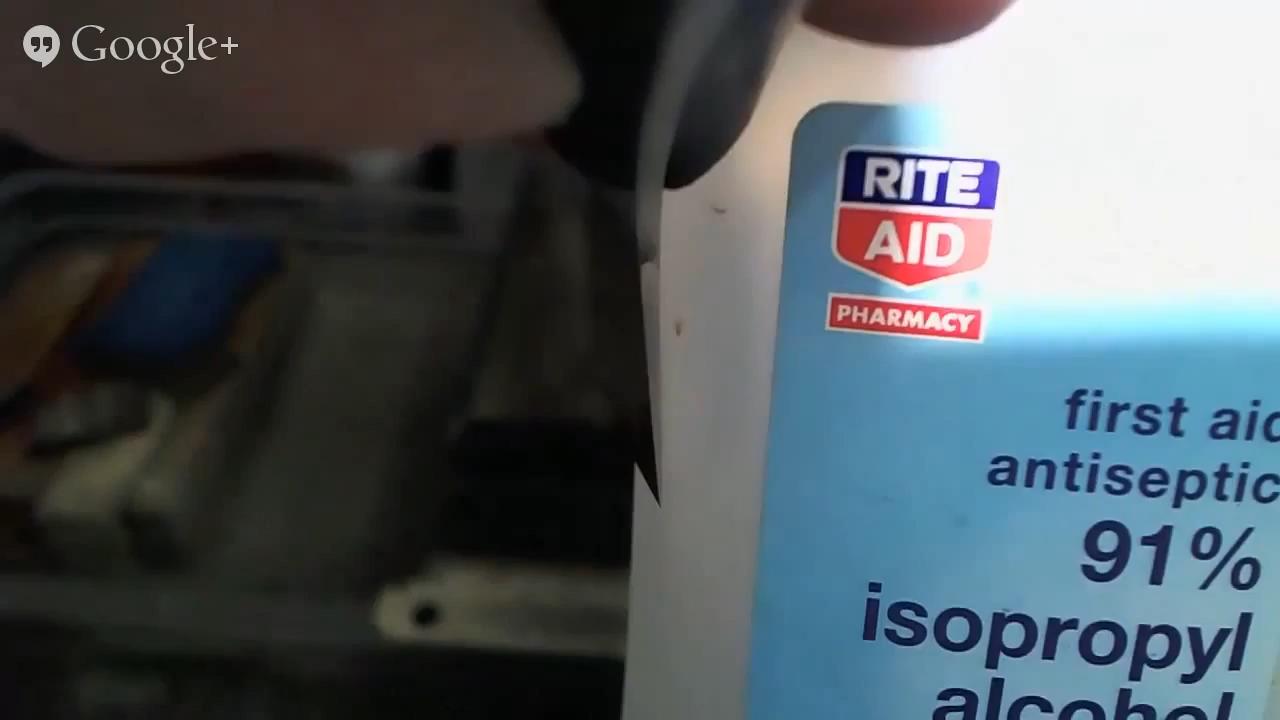 Google+
RITE
AID
PHARMACY
first aid
antiseptic
91%
isopropyl
alcohol